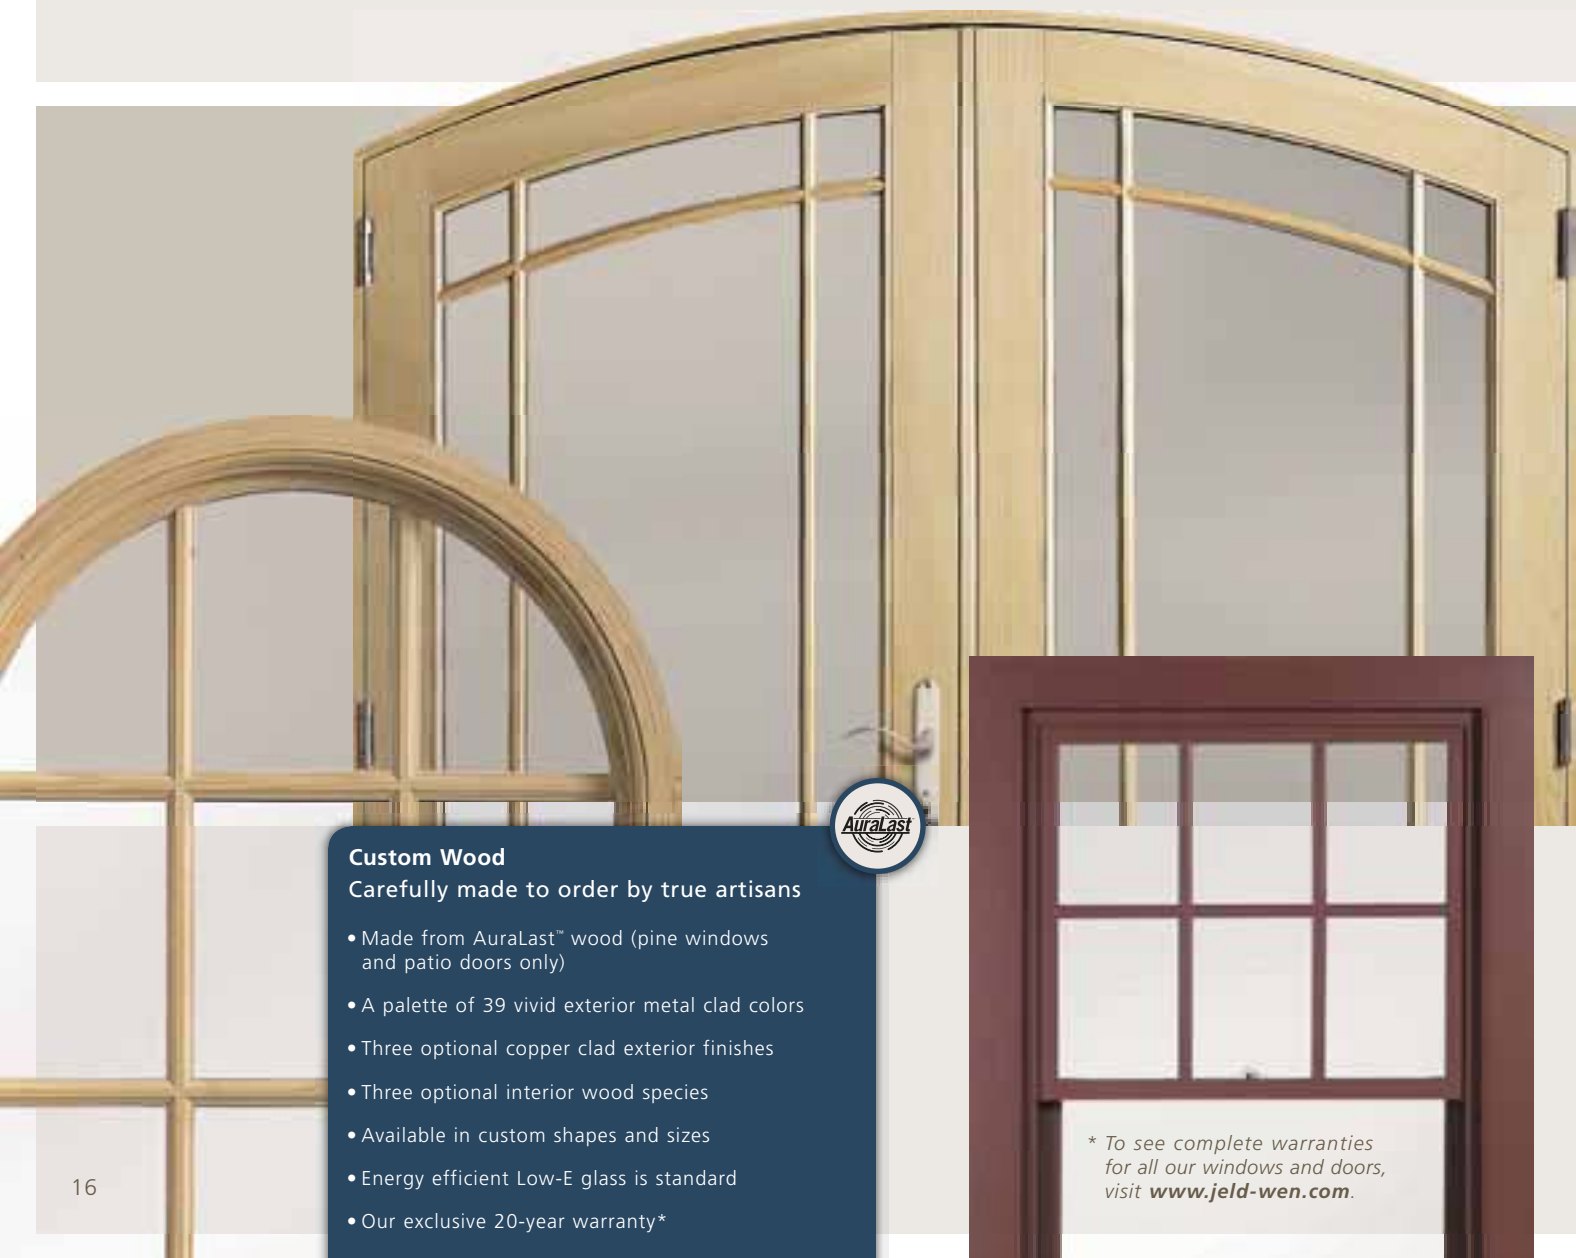 AuraLast
Custom Wood
Carefully made to order by true artisans
• Made from AuraLast™ wood (pine windows
and patio doors only)
• A palette of 39 vivid exterior metal clad colors
• Three optional copper clad exterior finishes
• Three optional interior wood species
• Available in custom shapes and sizes
• Energy efficient Low-E glass is standard
• Our exclusive 20-year warranty*
* To see complete warranties
for all our windows and doors,
visit www.jeld-wen.com.
16